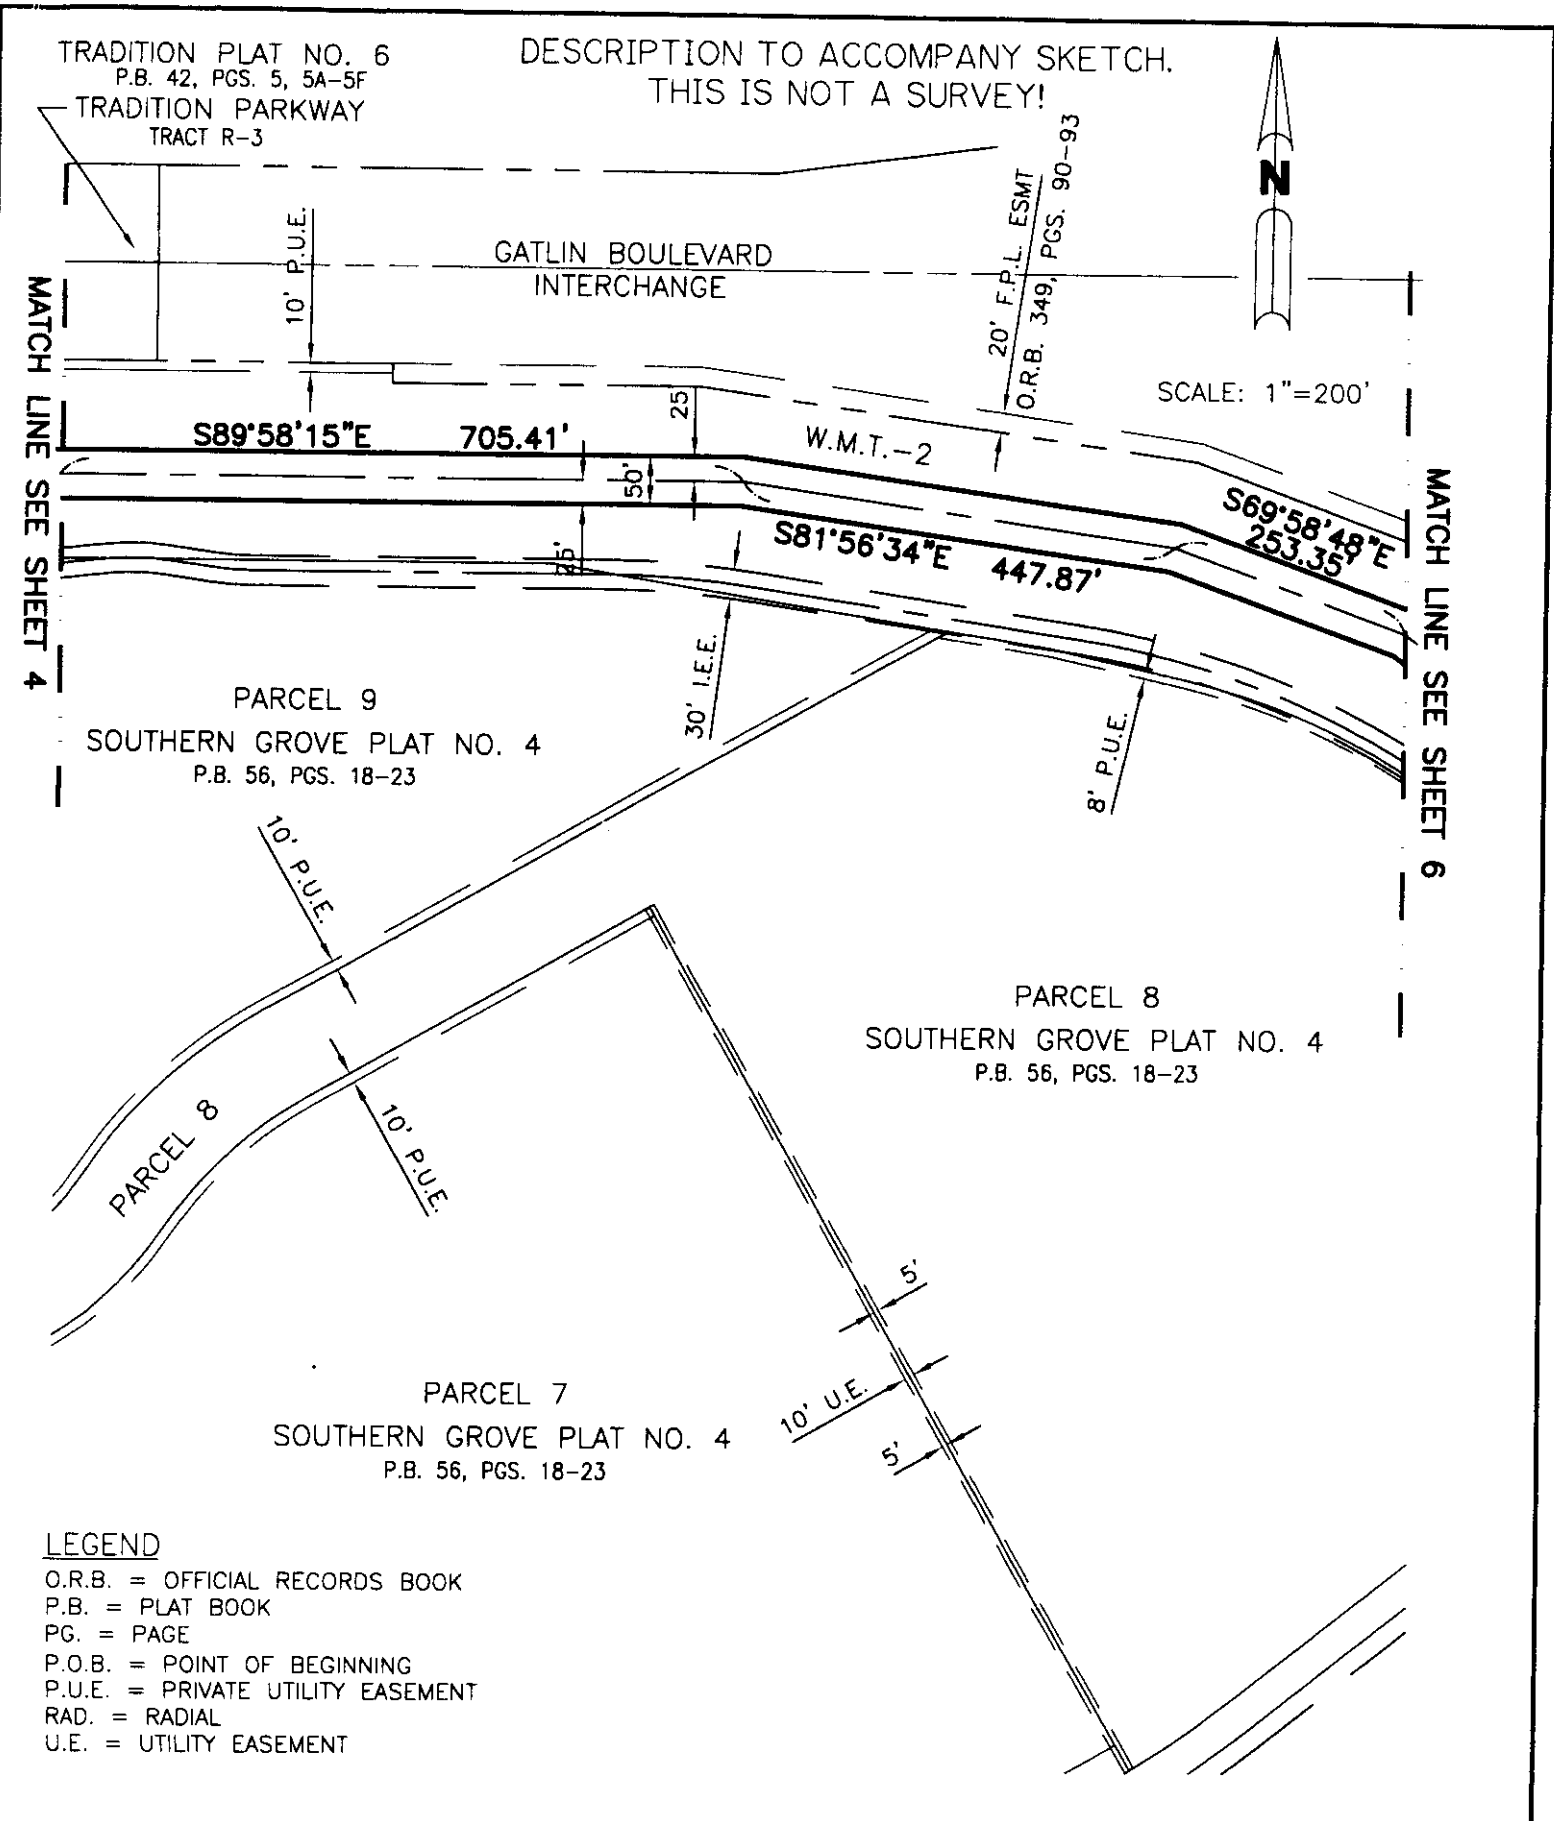 TRADITION PLAT NO. 6
P.B. 42, PGS. 5, 5A-5F
TRADITION PARKWAY
TRACT R-3
DESCRIPTION TO ACCOMPANY SKETCH.
THIS IS NOT A SURVEY!
N
10' P.U.E.
GATLIN BOULEVARD
INTERCHANGE
20' F.P.L. ESMT
O.R.B. 349, PGS. 90-93
SCALE: 1"=200'
MATCH LINE SEE SHEET 4
S89°58'15"E 705.41'
25'
50'
25'
W.M.T.-2
S81°56'34"E 447.87'
S69°58'48"E
253.35'
MATCH LINE SEE SHEET 6
30' I.E.E.
8' P.U.E.
PARCEL 9
SOUTHERN GROVE PLAT NO. 4
P.B. 56, PGS. 18-23
10' P.U.E.
PARCEL 8
10' P.U.E.
PARCEL 8
SOUTHERN GROVE PLAT NO. 4
P.B. 56, PGS. 18-23
5'
10' U.E.
5'
PARCEL 7
SOUTHERN GROVE PLAT NO. 4
P.B. 56, PGS. 18-23
LEGEND
O.R.B. = OFFICIAL RECORDS BOOK
P.B. = PLAT BOOK
PG. = PAGE
P.O.B. = POINT OF BEGINNING
P.U.E. = PRIVATE UTILITY EASEMENT
RAD. = RADIAL
U.E. = UTILITY EASEMENT